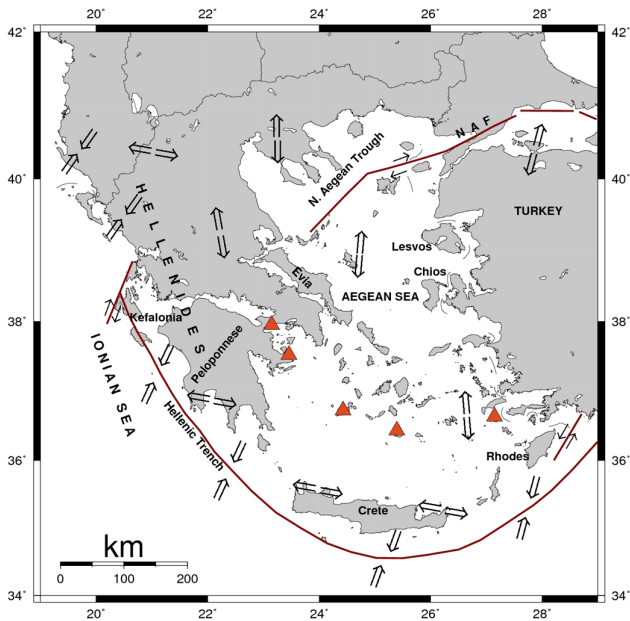 20° 22° 24° 26° 28°
42° 42°
N A F
N. Aegean Trough
40° 40°
HELLENIDES
TURKEY
Lesvos
Evia
Chios
AEGEAN SEA
38° 38°
Kefalonia
Peloponnese
IONIAN SEA
Hellenic Trench
36° 36°
Rhodes
Crete
km
0 100 200
34° 34°
20° 22° 24° 26° 28°